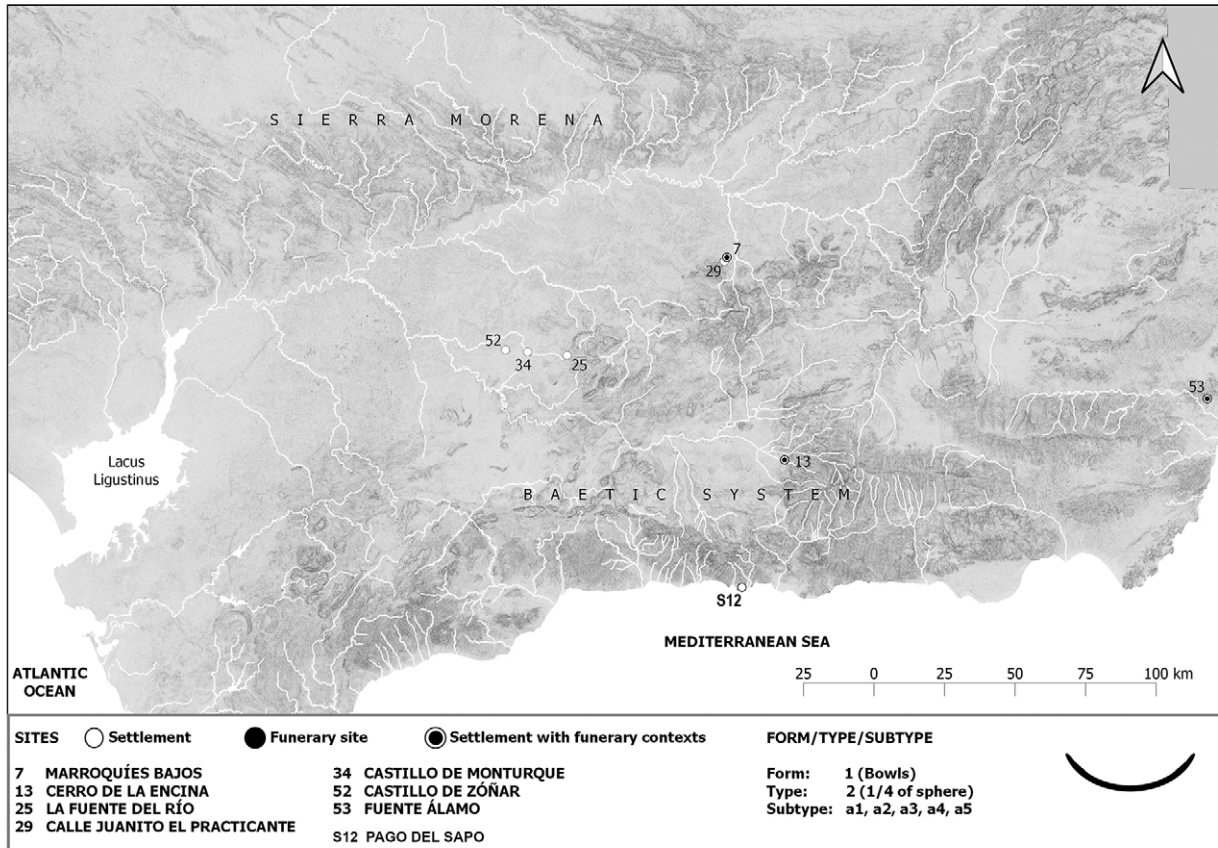 SIERRA MORENA
7
29
52
34
25
53
Lacus
Ligustinus
13
BAETIC SYSTEM
S12
MEDITERRANEAN SEA
ATLANTIC
OCEAN
25 0 25 50 75 100 km
SITES Settlement Funerary site Settlement with funerary contexts
7 MARROQUÍES BAJOS
13 CERRO DE LA ENCINA
25 LA FUENTE DEL RÍO
29 CALLE JUANITO EL PRACTICANTE
34 CASTILLO DE MONTURQUE
52 CASTILLO DE ZÓÑAR
53 FUENTE ÁLAMO
S12 PAGO DEL SAPO
FORM/TYPE/SUBTYPE
Form: 1 (Bowls)
Type: 2 (1/4 of sphere)
Subtype: a1, a2, a3, a4, a5